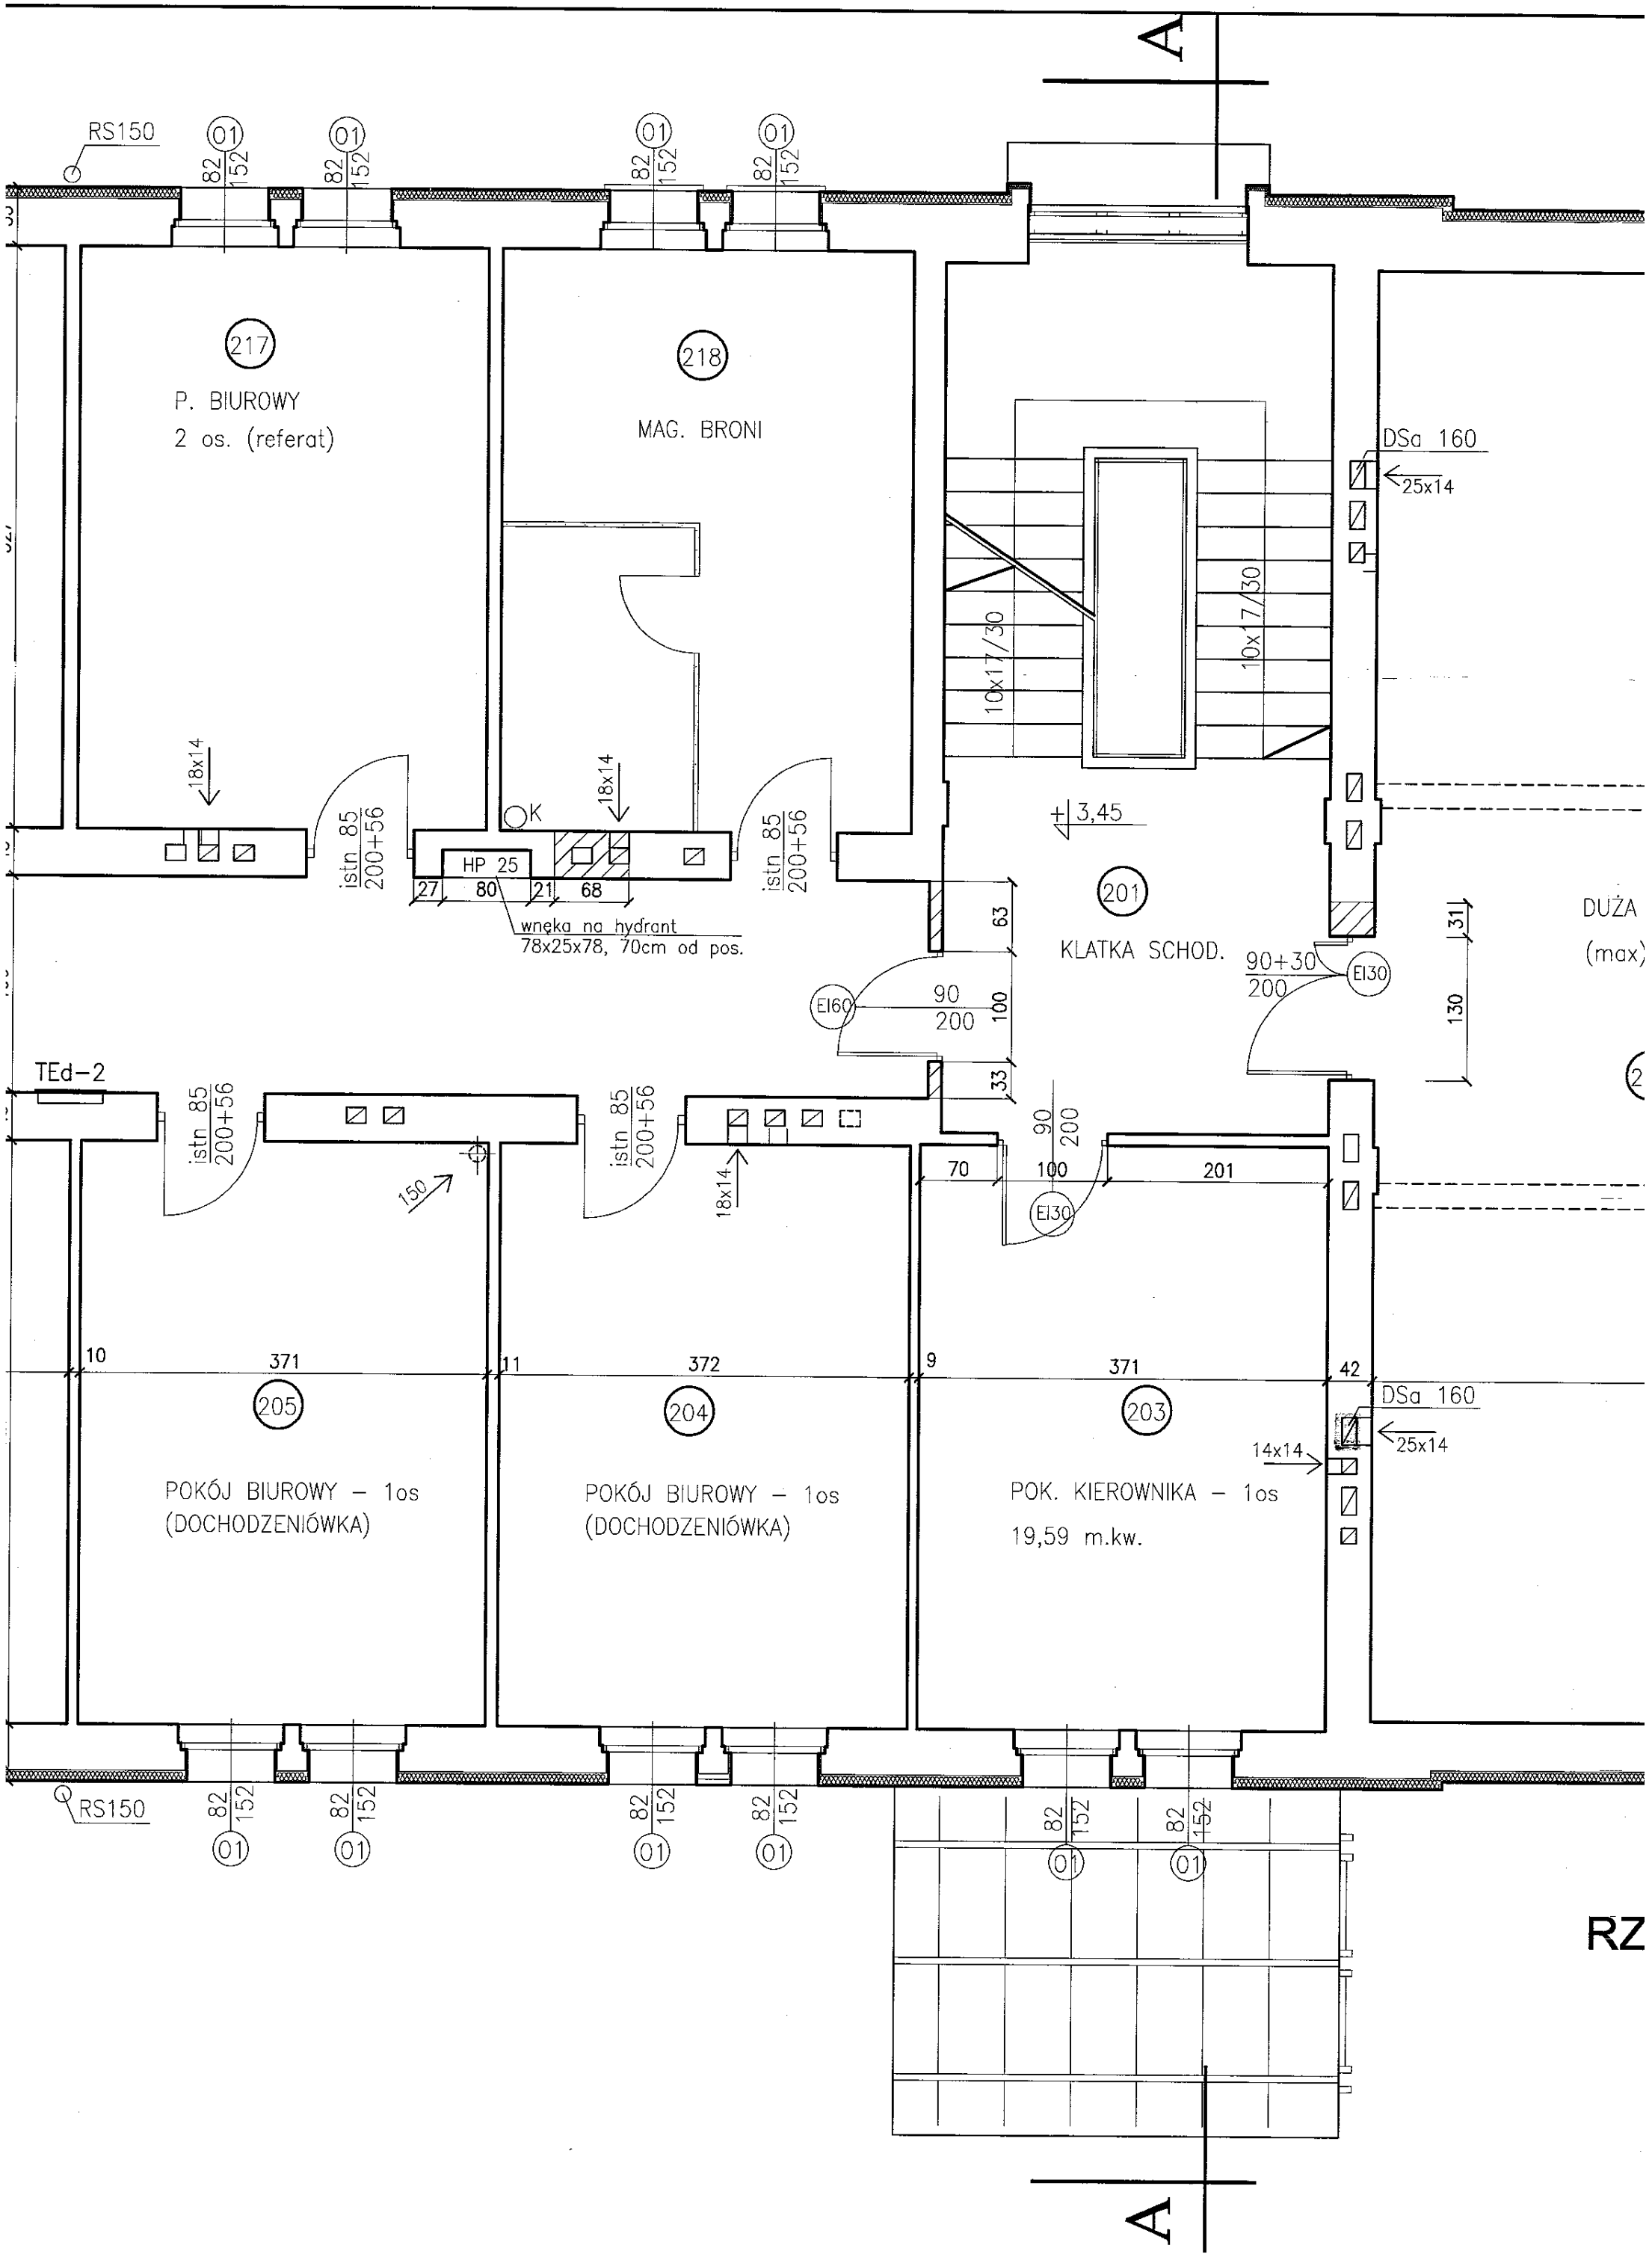 A
RS150
01
01
01
01
82
152
82
152
82
152
82
152
217
P. BIUROWY
2 os. (referat)
218
MAG. BRONI
DSa 160
25x14
10x17/30
10x17/30
18x14
18x14
K
istn 85
200+56
HP 25
27
80
21
68
wnęka na hydrant
78x25x78, 70cm od pos.
istn 85
200+56
+ 3,45
201
KLATKA SCHOD.
63
100
33
EI60
90
200
90+30
200
EI30
31
130
DUŻA
(max)
2
TEd-2
istn 85
200+56
istn 85
200+56
150
18x14
90
200
70
100
201
EI30
10
371
11
372
9
371
42
205
204
203
DSa 160
25x14
14x14
POKÓJ BIUROWY – 1os
(DOCHODZENIÓWKA)
POKÓJ BIUROWY – 1os
(DOCHODZENIÓWKA)
POK. KIEROWNIKA – 1os
19,59 m.kw.
RS150
82
152
82
152
82
152
82
152
82
152
82
152
01
01
01
01
01
01
RZ
A